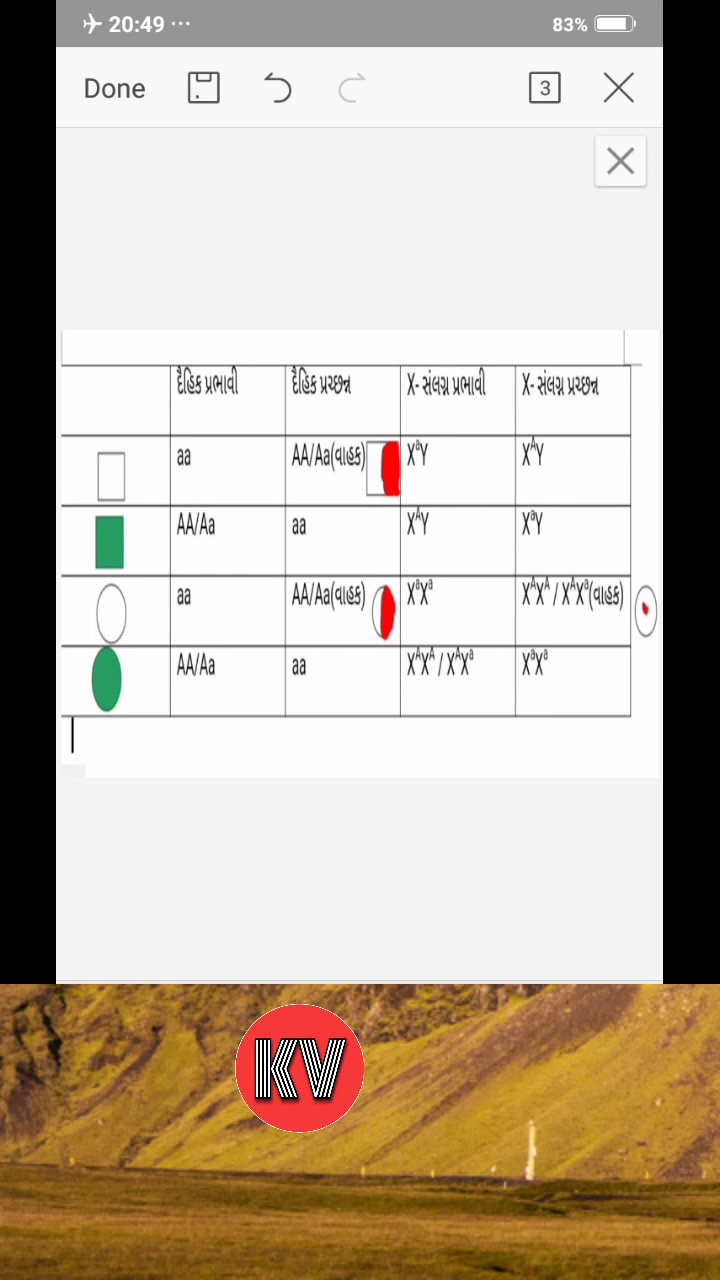 20:49 ...
83%
Done
3
દૈહિક પ્રભાવી
દૈહિક પ્રચ્છન્ન
X- સંલગ્ન પ્રભાવી
X- સંલગ્ન પ્રચ્છન્ન
aa
AA/Aa(વાહક)
XᵃY
XᴬY
AA/Aa
aa
XᴬY
XᵃY
aa
AA/Aa(વાહક)
XᵃXᵃ
XᴬXᴬ / XᴬXᵃ(વાહક)
AA/Aa
aa
XᴬXᴬ / XᴬXᵃ
XᵃXᵃ
KV